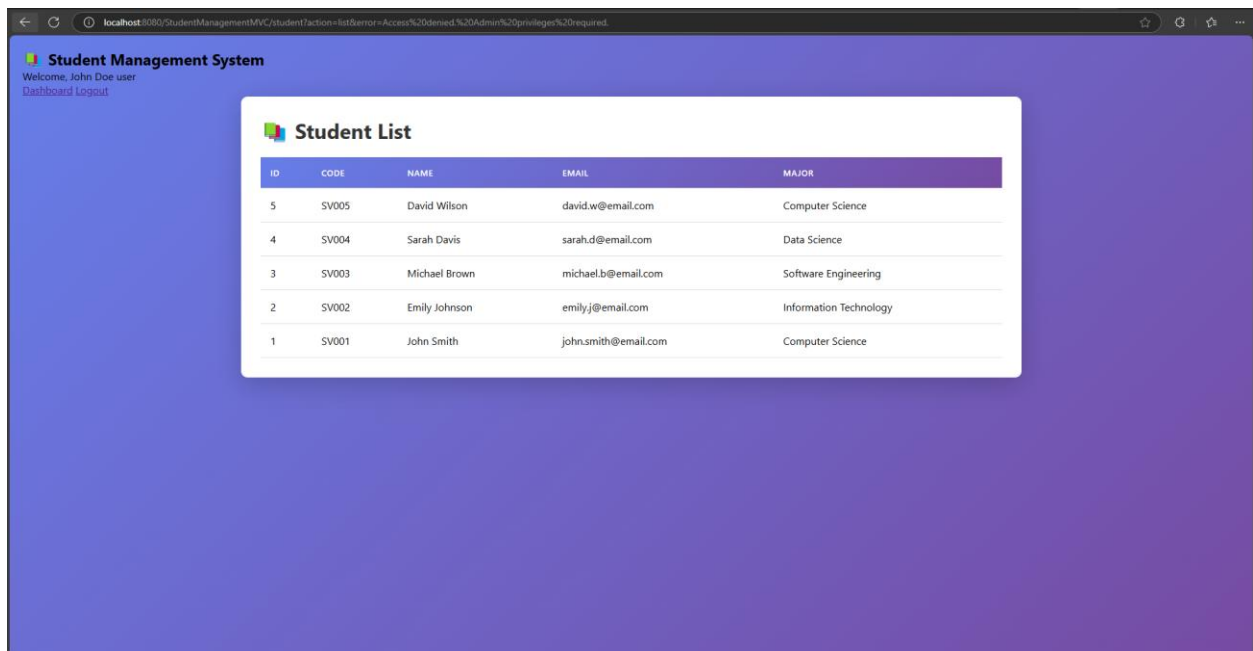 localhost:8080/StudentManagementMVC/student?action=list&error=Access%20denied.%20Admin%20privileges%20required.
Student Management System
Welcome, John Doe user
Dashboard Logout
Student List
ID CODE NAME EMAIL MAJOR
5 SV005 David Wilson david.w@email.com Computer Science
4 SV004 Sarah Davis sarah.d@email.com Data Science
3 SV003 Michael Brown michael.b@email.com Software Engineering
2 SV002 Emily Johnson emily.j@email.com Information Technology
1 SV001 John Smith john.smith@email.com Computer Science